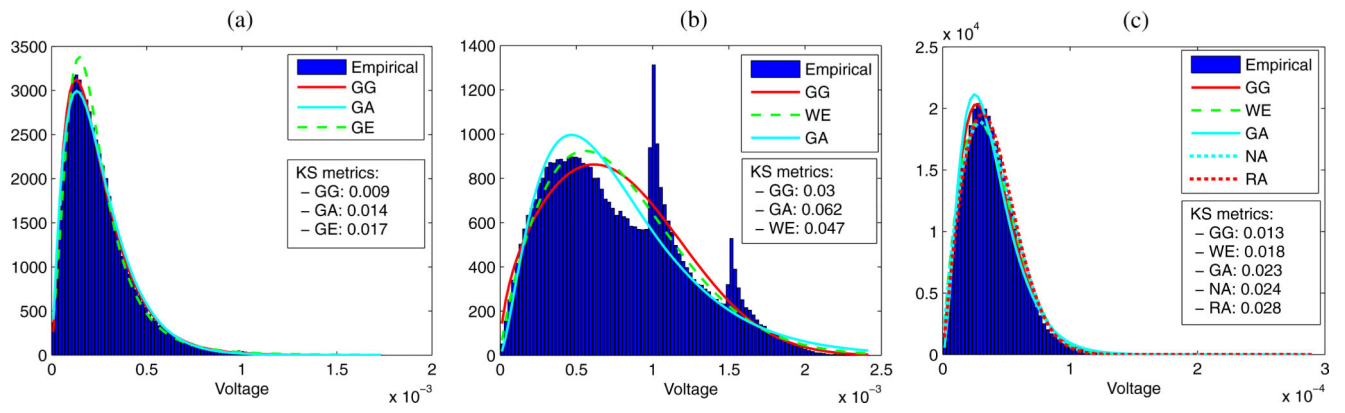 (a)
3500
3000
2500
2000
1500
1000
500
0
0
0.5
1
1.5
2
Voltage
x 10⁻³
Empirical
GG
GA
GE
KS metrics:
– GG: 0.009
– GA: 0.014
– GE: 0.017
(b)
1400
1200
1000
800
600
400
200
0
0
0.5
1
1.5
2
2.5
Voltage
x 10⁻³
Empirical
GG
WE
GA
KS metrics:
– GG: 0.03
– GA: 0.062
– WE: 0.047
(c)
x 10⁴
2.5
2
1.5
1
0.5
0
0
1
2
3
Voltage
x 10⁻⁴
Empirical
GG
WE
GA
NA
RA
KS metrics:
– GG: 0.013
– WE: 0.018
– GA: 0.023
– NA: 0.024
– RA: 0.028